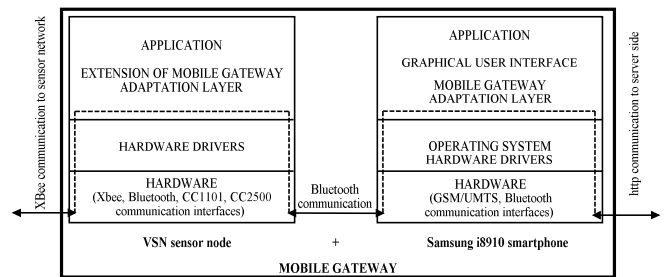 XBee communication to sensor network
APPLICATION
EXTENSION OF MOBILE GATEWAY
ADAPTATION LAYER
HARDWARE DRIVERS
HARDWARE
(Xbee, Bluetooth, CC1101, CC2500
communication interfaces)
Bluetooth
communication
APPLICATION
GRAPHICAL USER INTERFACE
MOBILE GATEWAY
ADAPTATION LAYER
OPERATING SYSTEM
HARDWARE DRIVERS
HARDWARE
(GSM/UMTS, Bluetooth
communication interfaces)
http communication to server side
VSN sensor node
+
Samsung i8910 smartphone
MOBILE GATEWAY